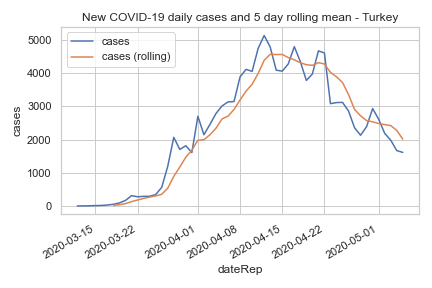 New COVID-19 daily cases and 5 day rolling mean - Turkey
cases
cases (rolling)
5000
4000
3000
2000
1000
0
cases
2020-03-15
2020-03-22
2020-04-01
2020-04-08
2020-04-15
2020-04-22
2020-05-01
dateRep